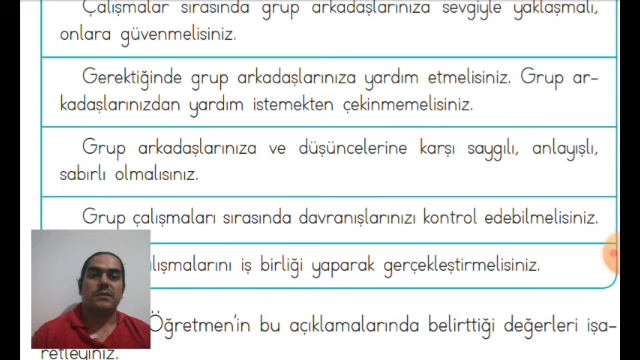 Çalışmalar sırasında grup arkadaşlarınıza sevgiyle yaklaşmalı,
onlara güvenmelisiniz.
Gerektiğinde grup arkadaşlarınıza yardım etmelisiniz. Grup ar-
kadaşlarınızdan yardım istemekten çekinmemelisiniz.
Grup arkadaşlarınıza ve düşüncelerine karşı saygılı, anlayışlı,
sabırlı olmalısınız.
Grup çalışmaları sırasında davranışlarınızı kontrol edebilmelisiniz.
alışmalarını iş birliği yaparak gerçekleştirmelisiniz.
Öğretmen'in bu açıklamalarında belirttiği değerleri işa-
retleyiniz.